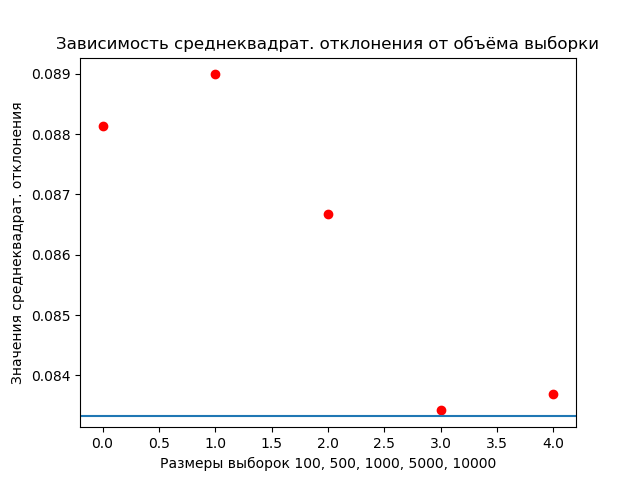 Зависимость среднеквадрат. отклонения от объёма выборки
Значения среднеквадрат. отклонения
0.089
0.088
0.087
0.086
0.085
0.084
0.0 0.5 1.0 1.5 2.0 2.5 3.0 3.5 4.0
Размеры выборок 100, 500, 1000, 5000, 10000